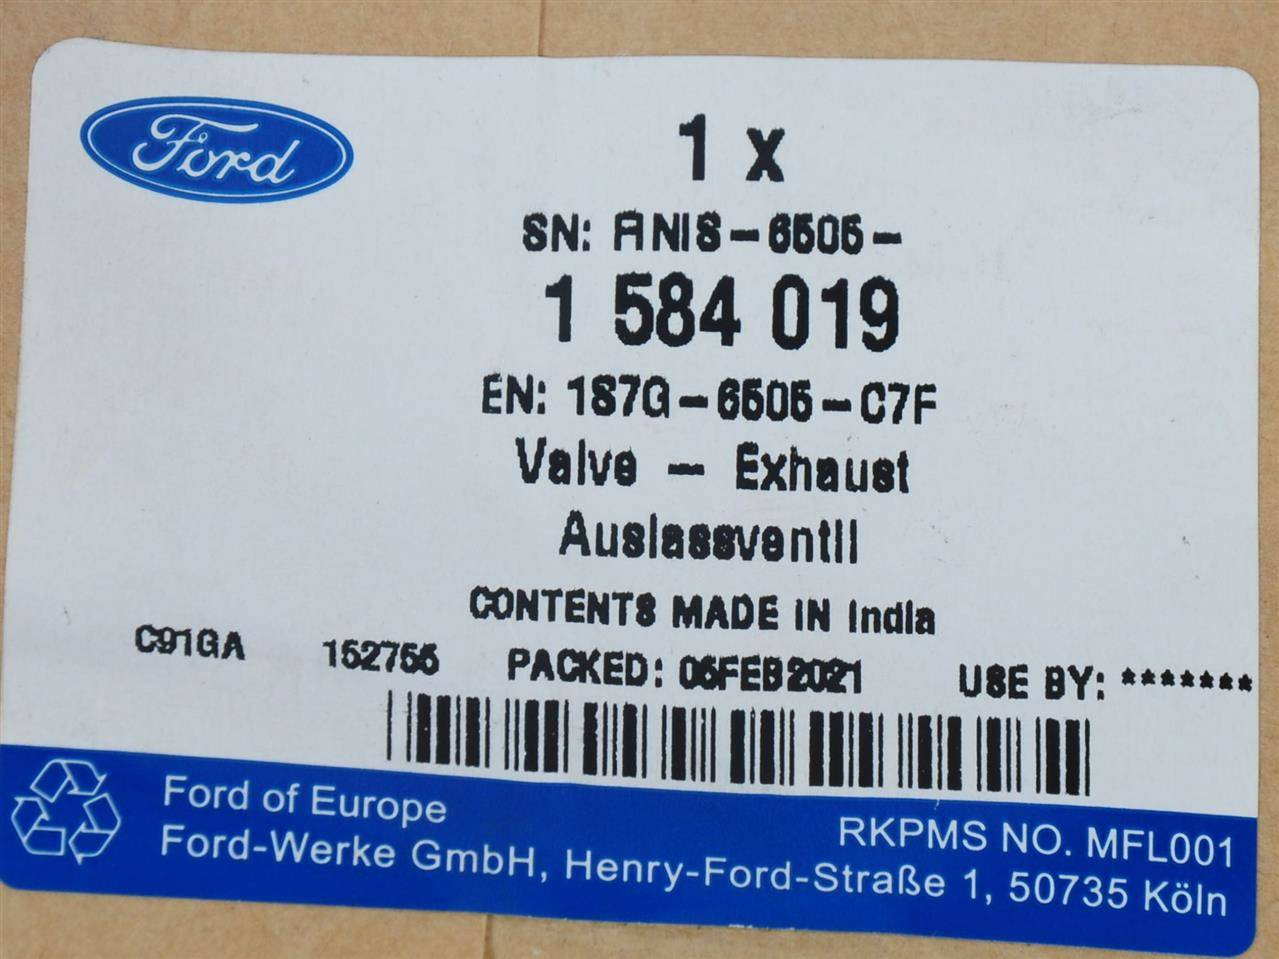 Ford
1 x
SN: ANIS-6505-
1 584 019
EN: 1S7G-6505-C7F
Valve - Exhaust
Auslassventil
CONTENTS MADE IN India
C91GA 152755 PACKED: 05FEB2021 USE BY: *******
Ford of Europe
Ford-Werke GmbH, Henry-Ford-Straße 1, 50735 Köln
RKPMS NO. MFL001